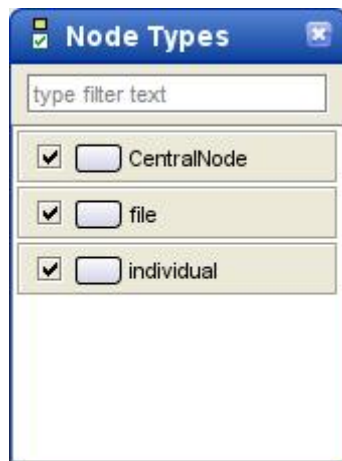 Node Types
type filter text
CentralNode
file
individual